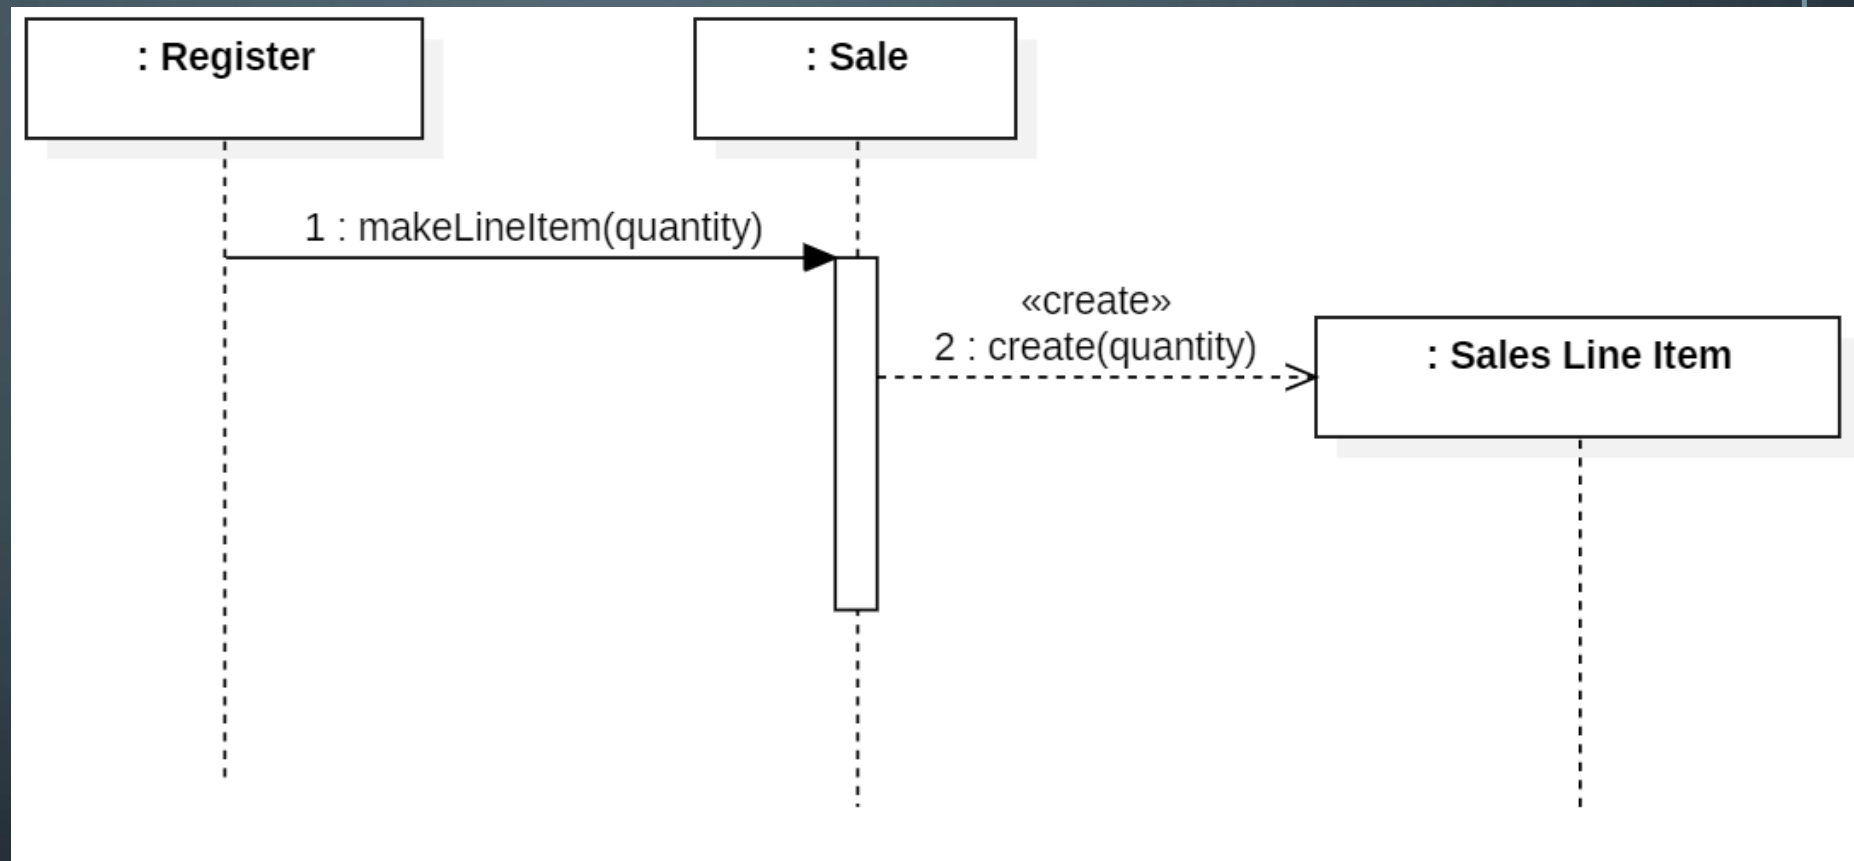 : Register
: Sale
1 : makeLineItem(quantity)
«create»
2 : create(quantity)
: Sales Line Item